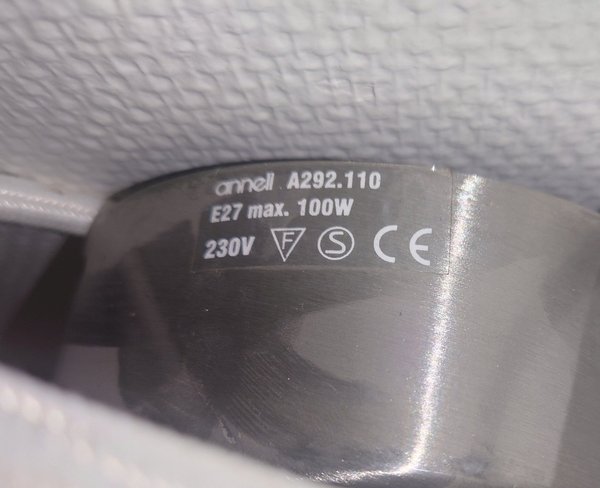 annell A292.110
E27 max. 100W
230V F S CE